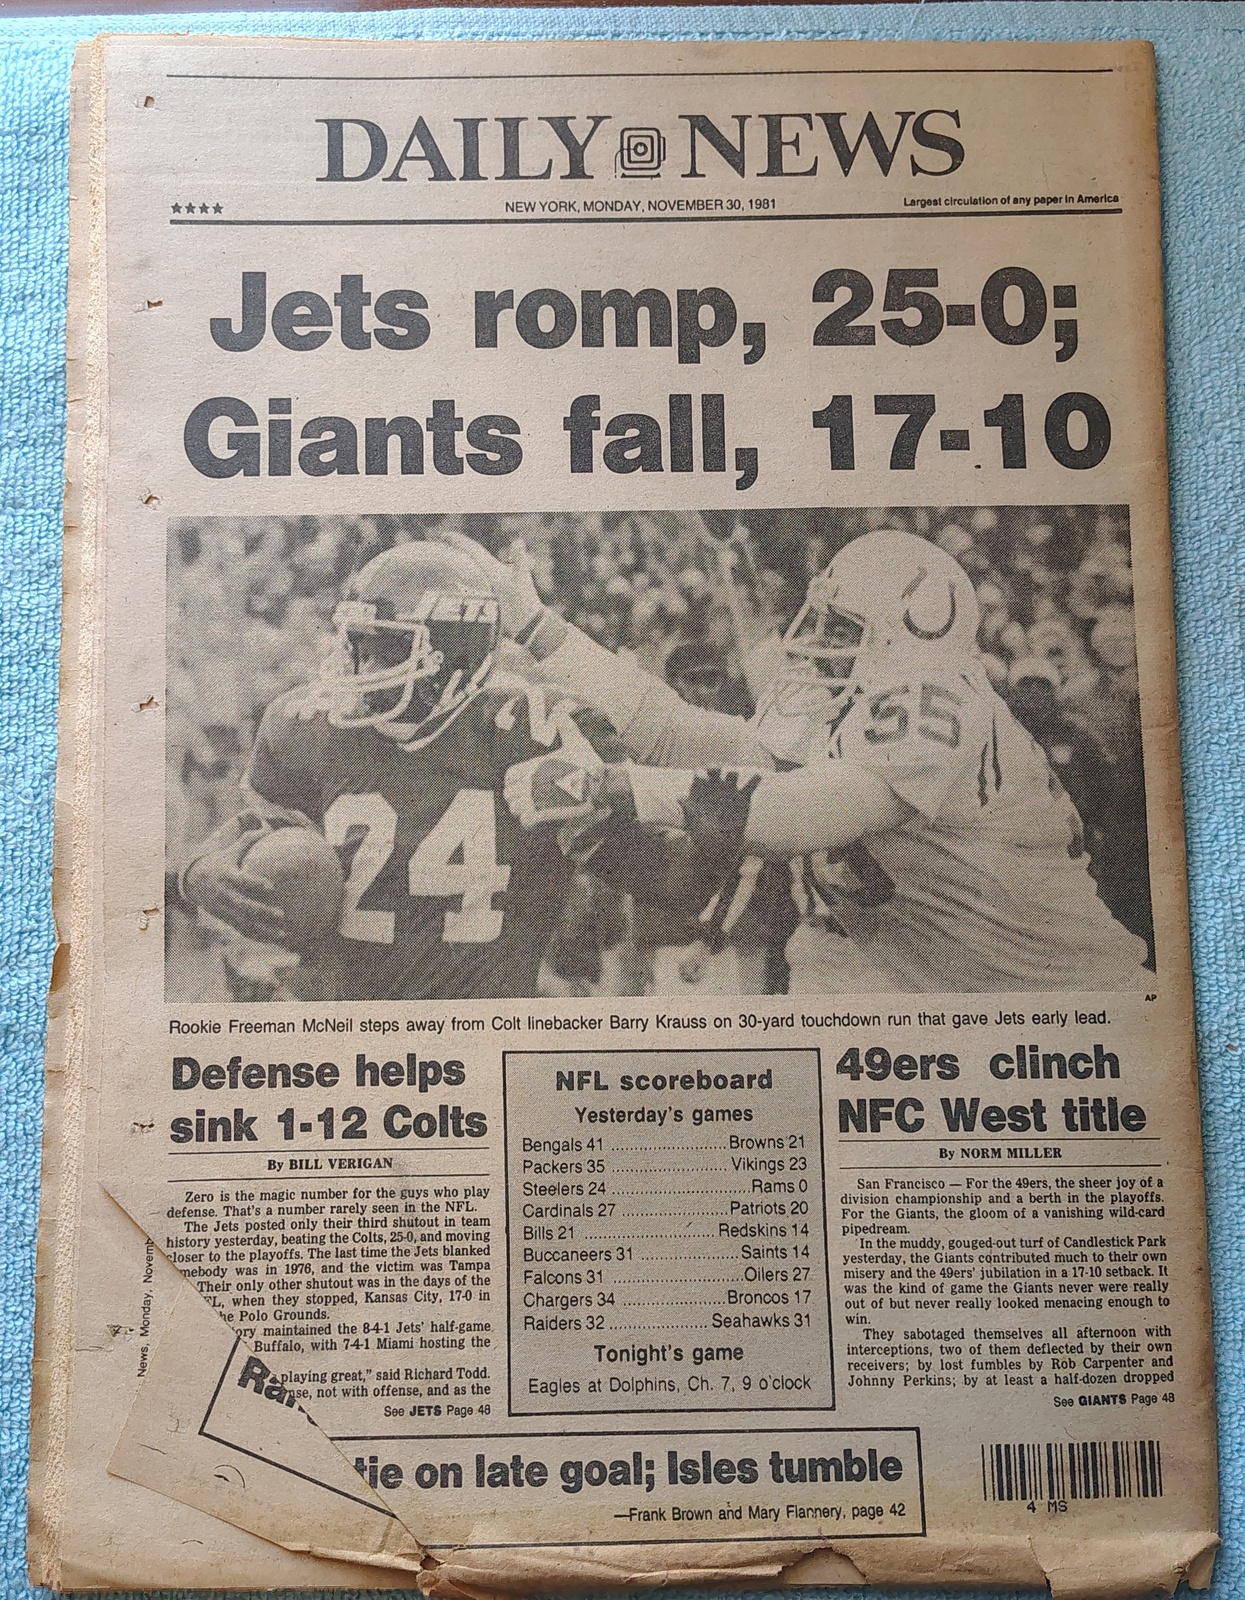 DAILY NEWS
★★★★
NEW YORK, MONDAY, NOVEMBER 30, 1981
Largest circulation of any paper in America
Jets romp, 25-0;
Giants fall, 17-10
JETS
24
55
AP
Rookie Freeman McNeil steps away from Colt linebacker Barry Krauss on 30-yard touchdown run that gave Jets early lead.
Defense helps
sink 1-12 Colts
By BILL VERIGAN
Zero is the magic number for the guys who play
defense. That's a number rarely seen in the NFL.
The Jets posted only their third shutout in team
history yesterday, beating the Colts, 25-0, and moving
closer to the playoffs. The last time the Jets blanked
mebody was in 1976, and the victim was Tampa
Their only other shutout was in the days of the
FL, when they stopped, Kansas City, 17-0 in
he Polo Grounds.
ory maintained the 8-4-1 Jets' half-game
Buffalo, with 7-4-1 Miami hosting the
playing great," said Richard Todd.
nse, not with offense, and as the
See JETS Page 48
News, Monday, Novemb
NFL scoreboard
Yesterday's games
Bengals 41 ........ Browns 21
Packers 35 ........ Vikings 23
Steelers 24 ........ Rams 0
Cardinals 27 ........ Patriots 20
Bills 21 ........ Redskins 14
Buccaneers 31 ........ Saints 14
Falcons 31 ........ Oilers 27
Chargers 34 ........ Broncos 17
Raiders 32 ........ Seahawks 31
Tonight's game
Eagles at Dolphins, Ch. 7, 9 o'clock
49ers clinch
NFC West title
By NORM MILLER
San Francisco — For the 49ers, the sheer joy of a
division championship and a berth in the playoffs.
For the Giants, the gloom of a vanishing wild-card
pipedream.
In the muddy, gouged-out turf of Candlestick Park
yesterday, the Giants contributed much to their own
misery and the 49ers' jubilation in a 17-10 setback. It
was the kind of game the Giants never were really
out of but never really looked menacing enough to
win.
They sabotaged themselves all afternoon with
interceptions, two of them deflected by their own
receivers; by lost fumbles by Rob Carpenter and
Johnny Perkins; by at least a half-dozen dropped
See GIANTS Page 48
Ran
tie on late goal; Isles tumble
—Frank Brown and Mary Flannery, page 42
4 MS